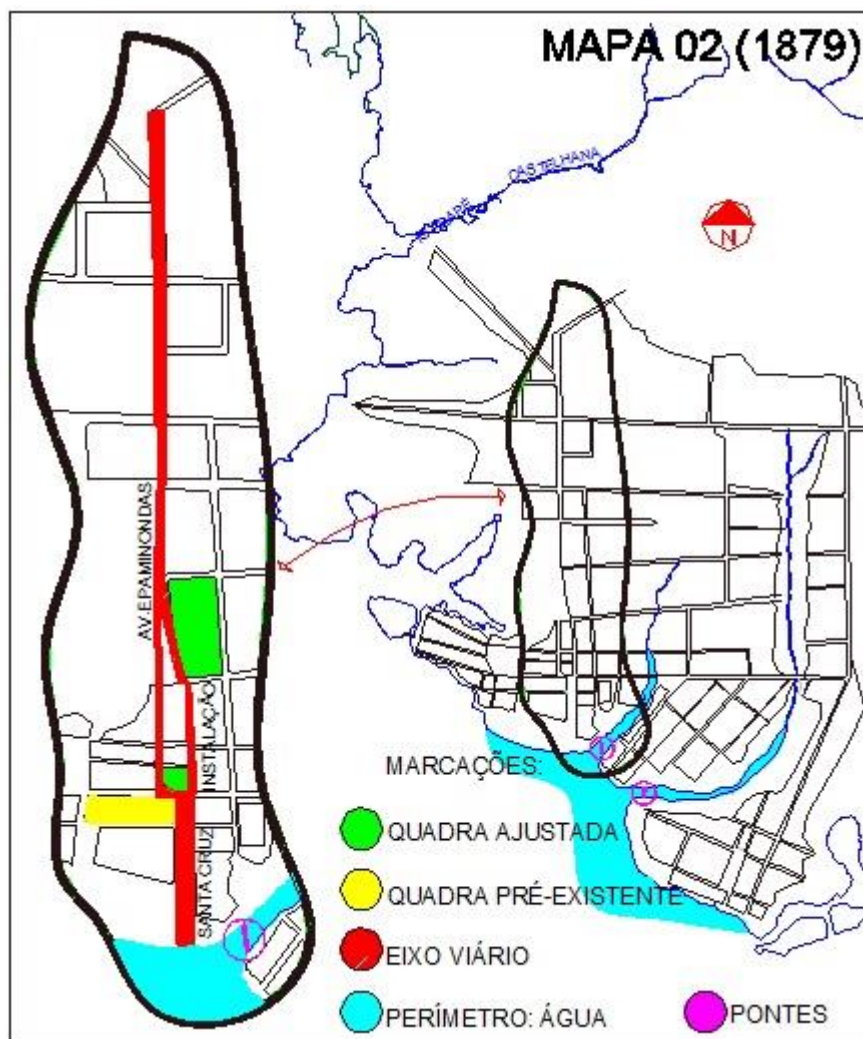 MAPA 02 (1879)
IGARAPÉ CASTELHANA
N
AV.EPAMINONDAS
INSTALAÇÃO
SANTA CRUZ
MARCAÇÕES:
QUADRA AJUSTADA
QUADRA PRÉ-EXISTENTE
EIXO VIÁRIO
PERÍMETRO: ÁGUA
PONTES